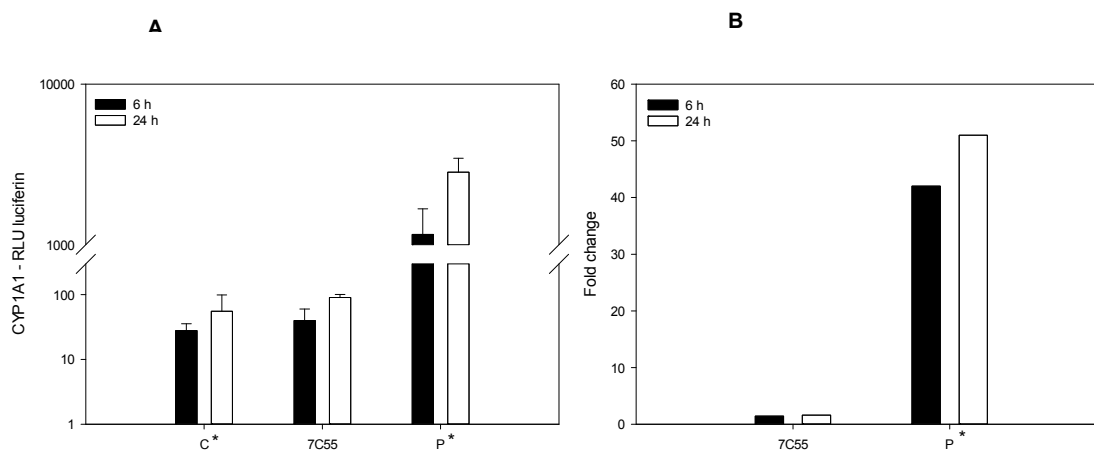 A
B
10000
1000
100
10
1
CYP1A1 - RLU luciferin
6 h
24 h
C *
7C55
P *
60
50
40
30
20
10
0
Fold change
6 h
24 h
7C55
P *